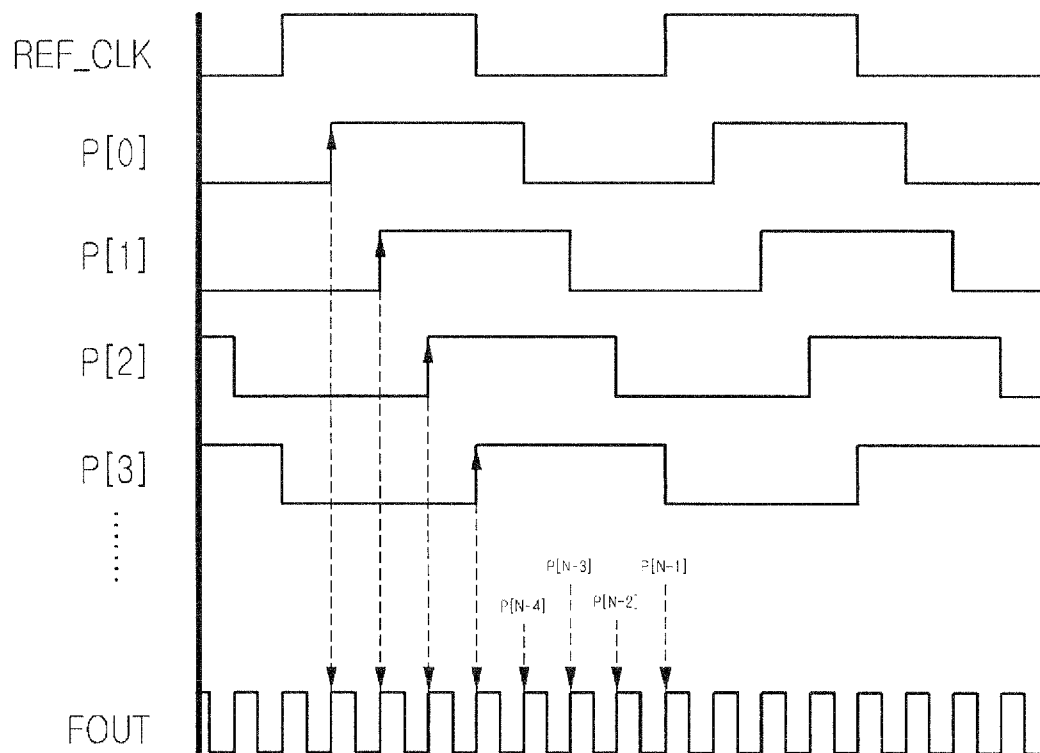 REF_CLK
P[0]
P[1]
P[2]
P[3]
P[N-3]
P[N-1]
P[N-4]
P[N-2]
FOUT